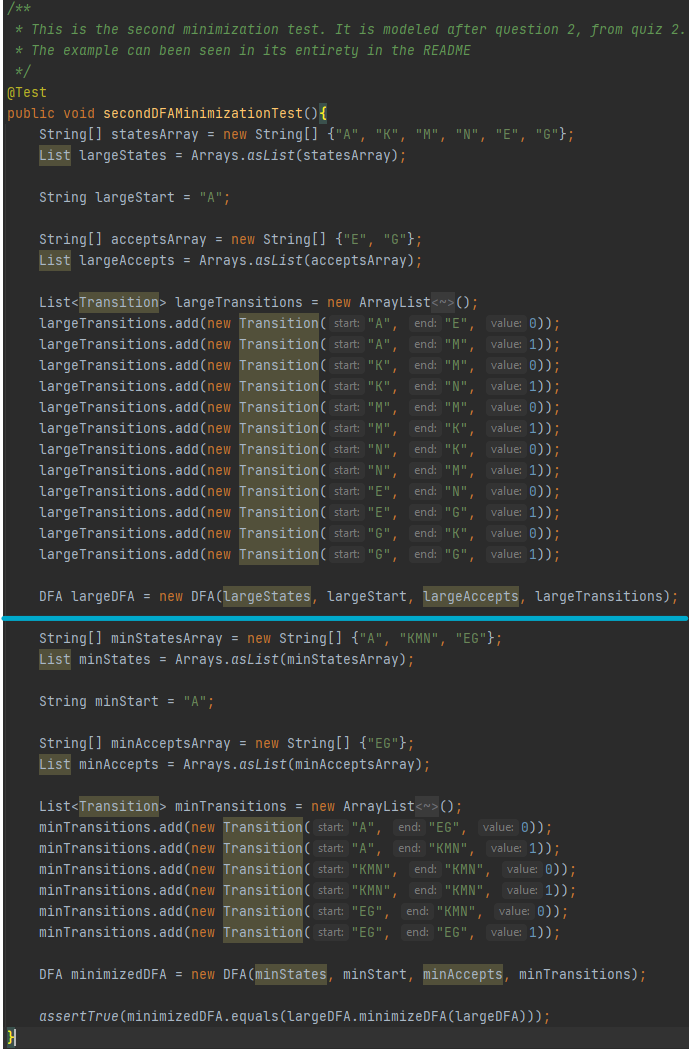 /**
 * This is the second minimization test. It is modeled after question 2, from quiz 2.
 * The example can been seen in its entirety in the README
 */
@Test
public void secondDFAMinimizationTest(){
    String[] statesArray = new String[] {"A", "K", "M", "N", "E", "G"};
    List largeStates = Arrays.asList(statesArray);

    String largeStart = "A";

    String[] acceptsArray = new String[] {"E", "G"};
    List largeAccepts = Arrays.asList(acceptsArray);

    List<Transition> largeTransitions = new ArrayList<~>();
    largeTransitions.add(new Transition( start: "A", end: "E", value: 0));
    largeTransitions.add(new Transition( start: "A", end: "M", value: 1));
    largeTransitions.add(new Transition( start: "K", end: "M", value: 0));
    largeTransitions.add(new Transition( start: "K", end: "N", value: 1));
    largeTransitions.add(new Transition( start: "M", end: "M", value: 0));
    largeTransitions.add(new Transition( start: "M", end: "K", value: 1));
    largeTransitions.add(new Transition( start: "N", end: "K", value: 0));
    largeTransitions.add(new Transition( start: "N", end: "M", value: 1));
    largeTransitions.add(new Transition( start: "E", end: "N", value: 0));
    largeTransitions.add(new Transition( start: "E", end: "G", value: 1));
    largeTransitions.add(new Transition( start: "G", end: "K", value: 0));
    largeTransitions.add(new Transition( start: "G", end: "G", value: 1));

    DFA largeDFA = new DFA(largeStates, largeStart, largeAccepts, largeTransitions);

    String[] minStatesArray = new String[] {"A", "KMN", "EG"};
    List minStates = Arrays.asList(minStatesArray);

    String minStart = "A";

    String[] minAcceptsArray = new String[] {"EG"};
    List minAccepts = Arrays.asList(minAcceptsArray);

    List<Transition> minTransitions = new ArrayList<~>();
    minTransitions.add(new Transition( start: "A", end: "EG", value: 0));
    minTransitions.add(new Transition( start: "A", end: "KMN", value: 1));
    minTransitions.add(new Transition( start: "KMN", end: "KMN", value: 0));
    minTransitions.add(new Transition( start: "KMN", end: "KMN", value: 1));
    minTransitions.add(new Transition( start: "EG", end: "KMN", value: 0));
    minTransitions.add(new Transition( start: "EG", end: "EG", value: 1));

    DFA minimizedDFA = new DFA(minStates, minStart, minAccepts, minTransitions);

    assertTrue(minimizedDFA.equals(largeDFA.minimizeDFA(largeDFA)));
}